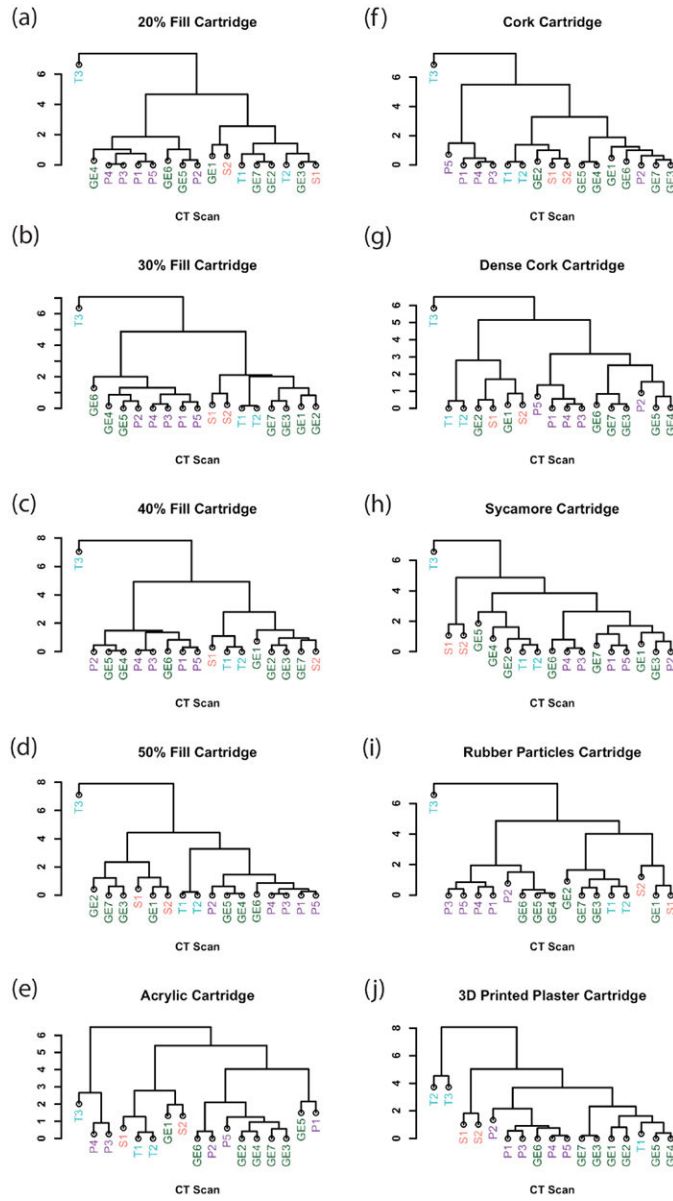 (a)
20% Fill Cartridge
6
4
2
0
T3
GE4
P4
P3
P1
P5
GE6
GE5
P2
GE1
S2
T1
GE7
GE2
T2
GE3
S1
CT Scan
(b)
30% Fill Cartridge
6
4
2
0
T3
GE6
GE4
GE5
P2
P4
P3
P1
P5
S1
S2
T1
T2
GE7
GE3
GE1
GE2
CT Scan
(c)
40% Fill Cartridge
8
6
4
2
0
T3
P2
GE5
GE4
P4
P3
GE6
P1
P5
S1
T1
T2
GE1
GE2
GE3
GE7
S2
CT Scan
(d)
50% Fill Cartridge
8
6
4
2
0
T3
GE2
GE7
GE3
S1
GE1
S2
T1
T2
P2
GE5
GE4
GE6
P4
P3
P1
P5
CT Scan
(e)
Acrylic Cartridge
6
5
4
3
2
1
0
T3
P4
P3
S1
T1
T2
GE1
S2
GE6
P2
P5
GE2
GE4
GE7
GE3
GE5
P1
CT Scan
(f)
Cork Cartridge
6
4
2
0
T3
P5
P1
P4
P3
T1
T2
GE2
S1
S2
GE5
GE4
GE1
GE6
P2
GE7
GE3
CT Scan
(g)
Dense Cork Cartridge
6
5
4
3
2
1
0
T3
T1
T2
GE2
S1
GE1
S2
P5
P1
P4
P3
GE6
GE7
GE3
P2
GE5
GE4
CT Scan
(h)
Sycamore Cartridge
6
4
2
0
T3
S1
S2
GE5
GE4
GE2
T1
T2
GE6
P4
P3
GE7
P1
P5
GE1
GE3
P2
CT Scan
(i)
Rubber Particles Cartridge
8
6
4
2
0
T3
P3
P5
P4
P1
P2
GE6
GE5
GE4
GE2
GE7
GE3
T1
T2
S2
GE1
S1
CT Scan
(j)
3D Printed Plaster Cartridge
8
6
4
2
0
T2
T3
S1
S2
P2
P1
P3
GE6
P4
P5
GE7
GE3
GE1
GE2
T1
GE5
GE4
CT Scan